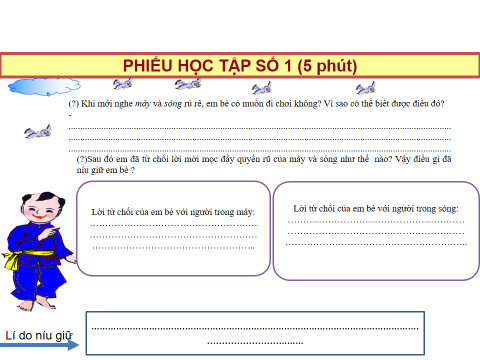 PHIẾU HỌC TẬP SỐ 1 (5 phút)
(?) Khi mới nghe mây và sóng rủ rê, em bé có muốn đi chơi không? Vì sao có thể biết được điều đó?
-
(?)Sau đó em đã từ chối lời mời mọc đầy quyến rũ của mây và sóng như thế nào? Vậy điều gì đã
níu giữ em bé ?
Lời từ chối của em bé với người trong mây:
Lời từ chối của em bé với người trong sóng:
Lí do níu giữ